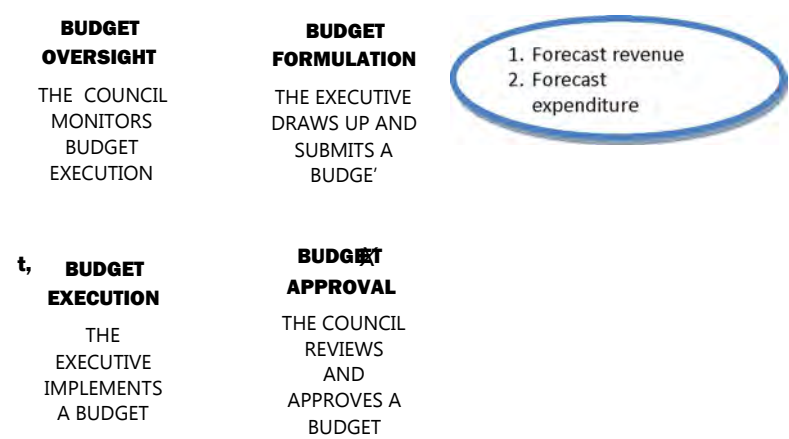 BUDGET
OVERSIGHT
THE COUNCIL
MONITORS
BUDGET
EXECUTION
BUDGET
FORMULATION
THE EXECUTIVE
DRAWS UP AND
SUBMITS A
BUDGE'
1. Forecast revenue
2. Forecast
expenditure
t,
BUDGET
EXECUTION
THE
EXECUTIVE
IMPLEMENTS
A BUDGET
BUDGET
APPROVAL
THE COUNCIL
REVIEWS
AND
APPROVES A
BUDGET